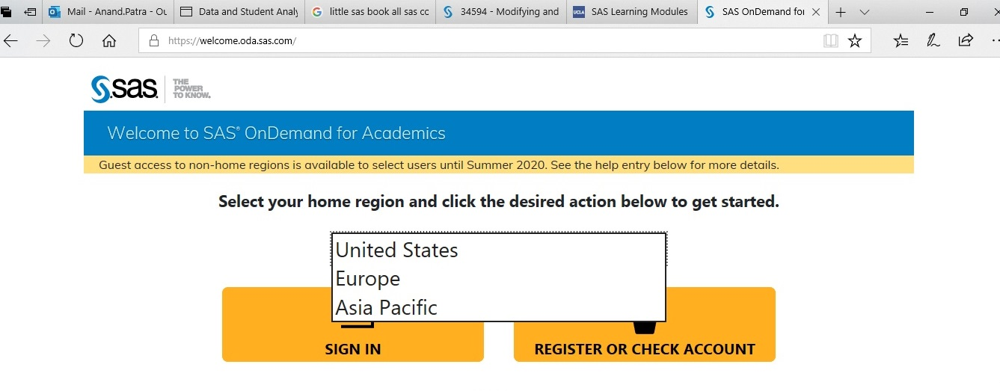 Mail - Anand.Patra - Ou
Data and Student Analy
little sas book all sas cc
34594 - Modifying and
UCLA SAS Learning Modules
SAS OnDemand for
https://welcome.oda.sas.com/
sas
THE
POWER
TO KNOW.
Welcome to SAS® OnDemand for Academics
Guest access to non-home regions is available to select users until Summer 2020. See the help entry below for more details.
Select your home region and click the desired action below to get started.
United States
Europe
Asia Pacific
SIGN IN
REGISTER OR CHECK ACCOUNT